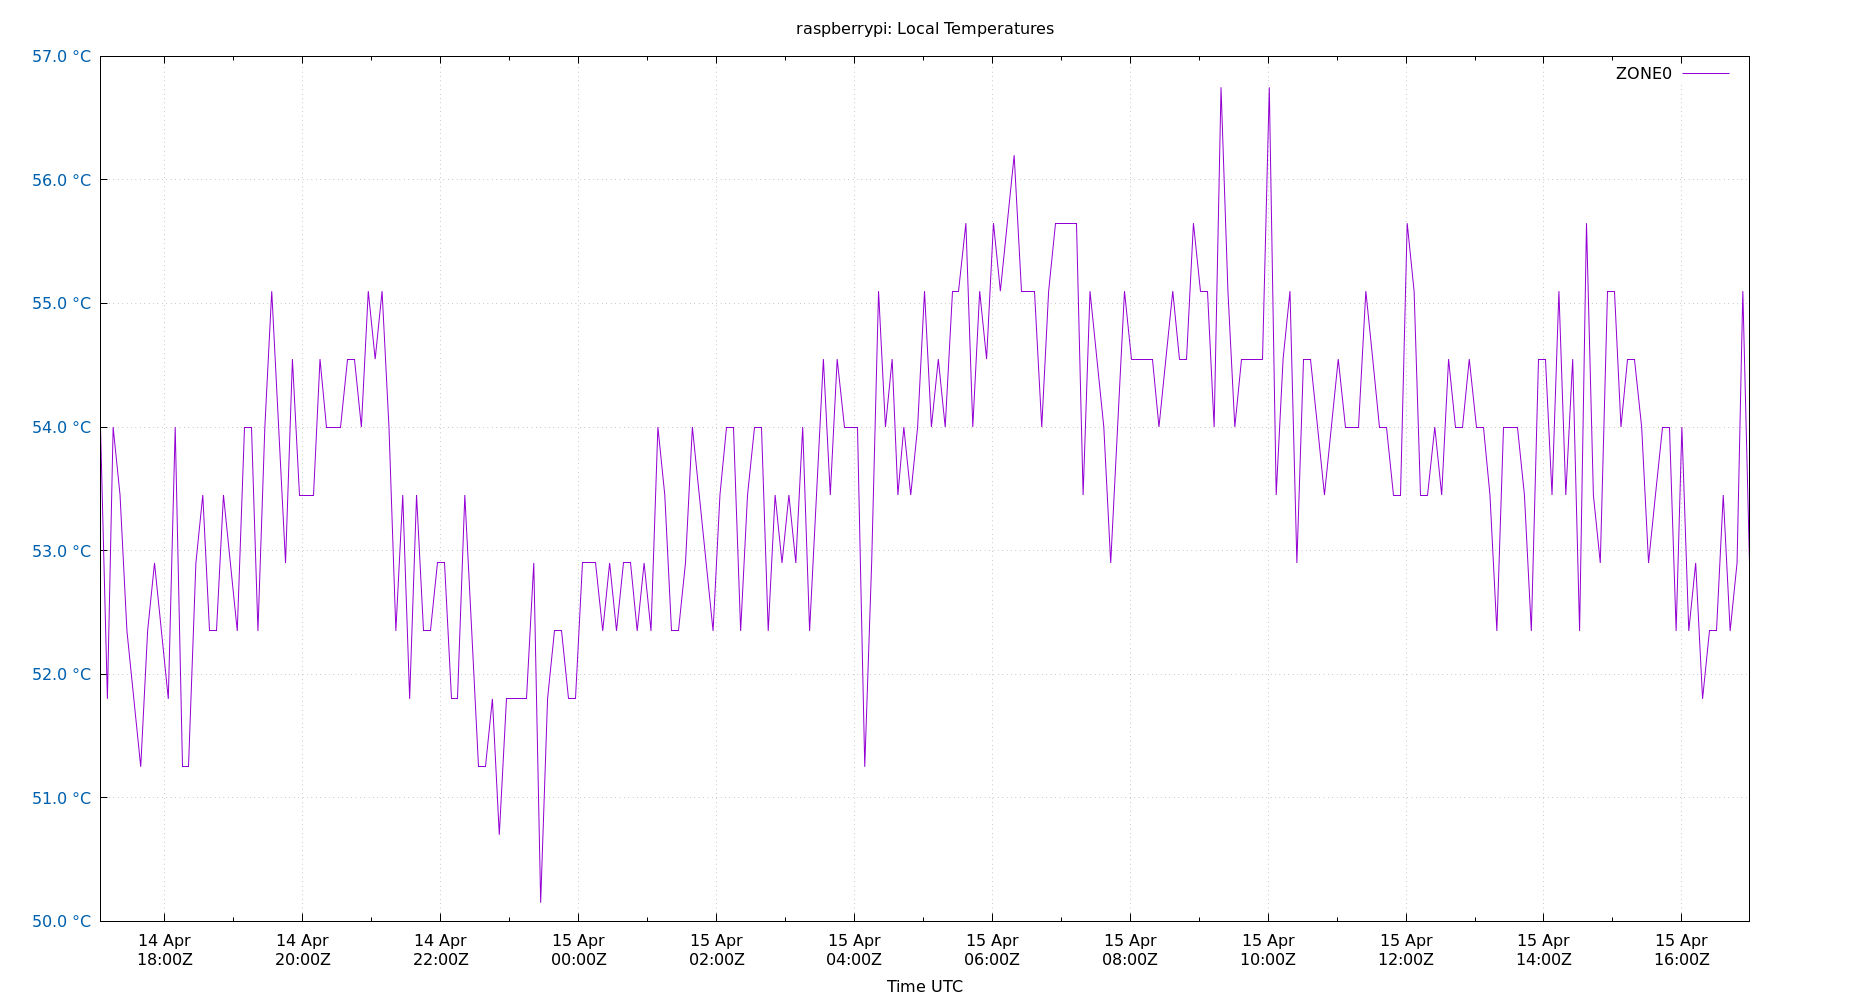 raspberrypi: Local Temperatures
57.0 °C
ZONE0
56.0 °C
55.0 °C
54.0 °C
53.0 °C
52.0 °C
51.0 °C
50.0 °C
14 Apr 14 Apr 14 Apr 15 Apr 15 Apr 15 Apr 15 Apr 15 Apr 15 Apr 15 Apr 15 Apr 15 Apr
18:00Z 20:00Z 22:00Z 00:00Z 02:00Z 04:00Z 06:00Z 08:00Z 10:00Z 12:00Z 14:00Z 16:00Z
Time UTC